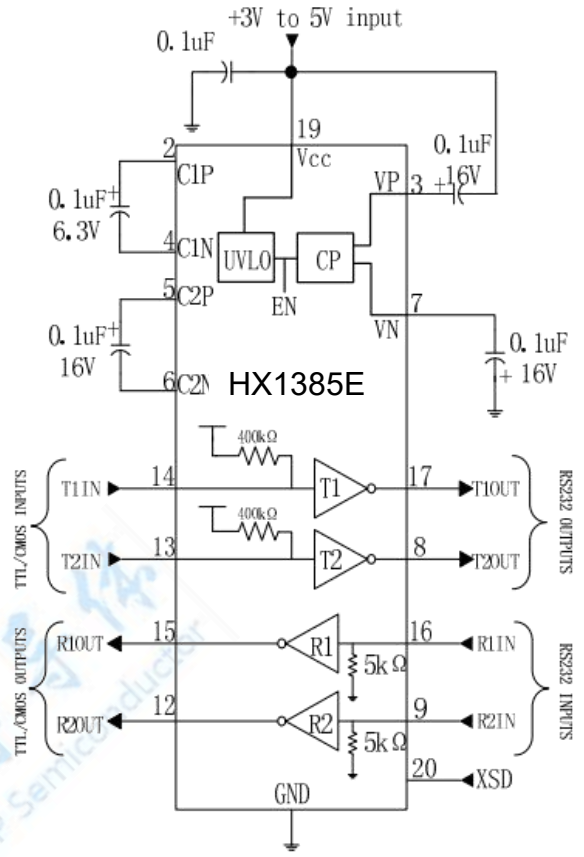 +3V to 5V input
0.1uF
19
Vcc
2
C1P
0.1uF+
6.3V
4
C1N
5
C2P
0.1uF+
16V
6
C2N
UVLO
EN
CP
VP
3
0.1uF
+16V
7
VN
0.1uF
+ 16V
HX1385E
400kΩ
T1IN
14
T1
17
T1OUT
400kΩ
T2IN
13
T2
8
T2OUT
TTL/CMOS INPUTS
RS232 OUTPUTS
R1OUT
15
R1
16
R1IN
5kΩ
R2OUT
12
R2
9
R2IN
5kΩ
TTL/CMOS OUTPUTS
RS232 INPUTS
20
XSD
GND
Semiconductor